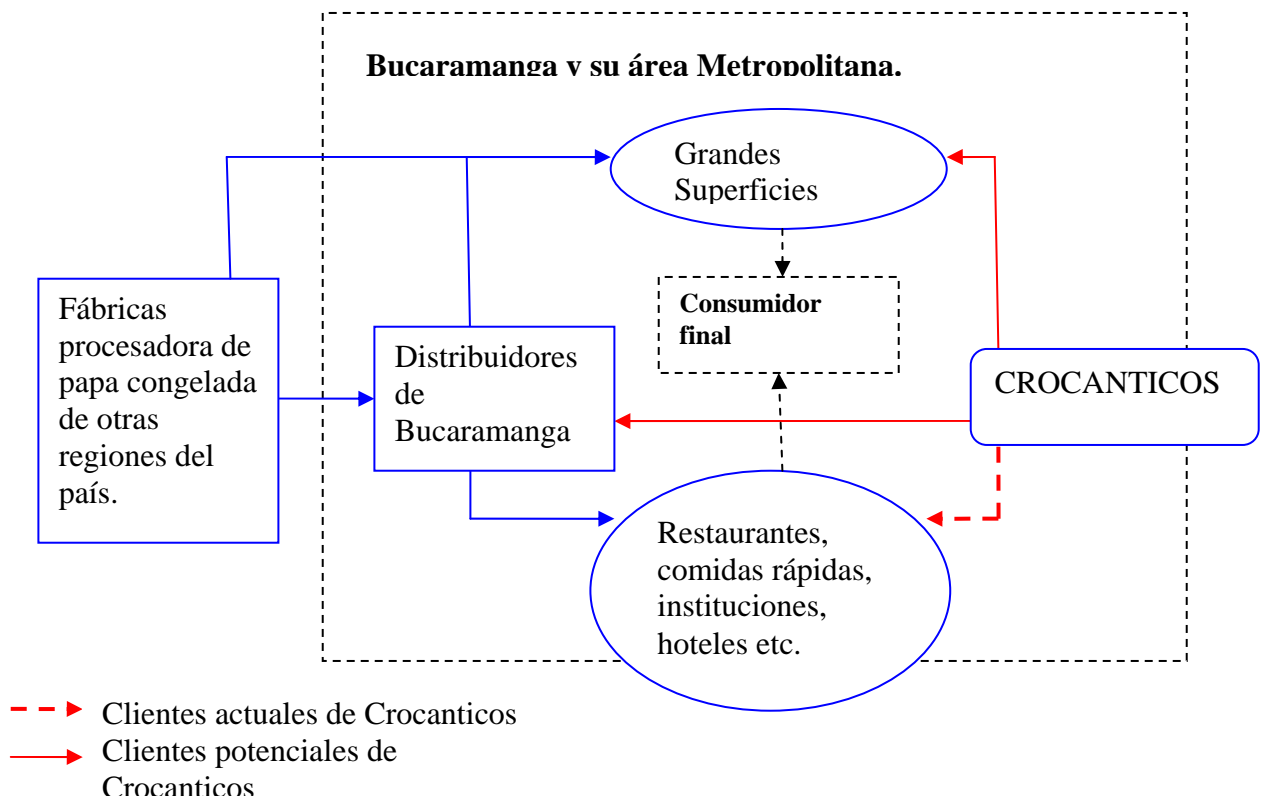 Bucaramanga y su área Metropolitana.
Grandes
Superficies
Consumidor
final
Fábricas
procesadora de
papa congelada
de otras
regiones del
país.
Distribuidores
de
Bucaramanga
CROCANTICOS
Restaurantes,
comidas rápidas,
instituciones,
hoteles etc.
Clientes actuales de Crocanticos
Clientes potenciales de
Crocanticos